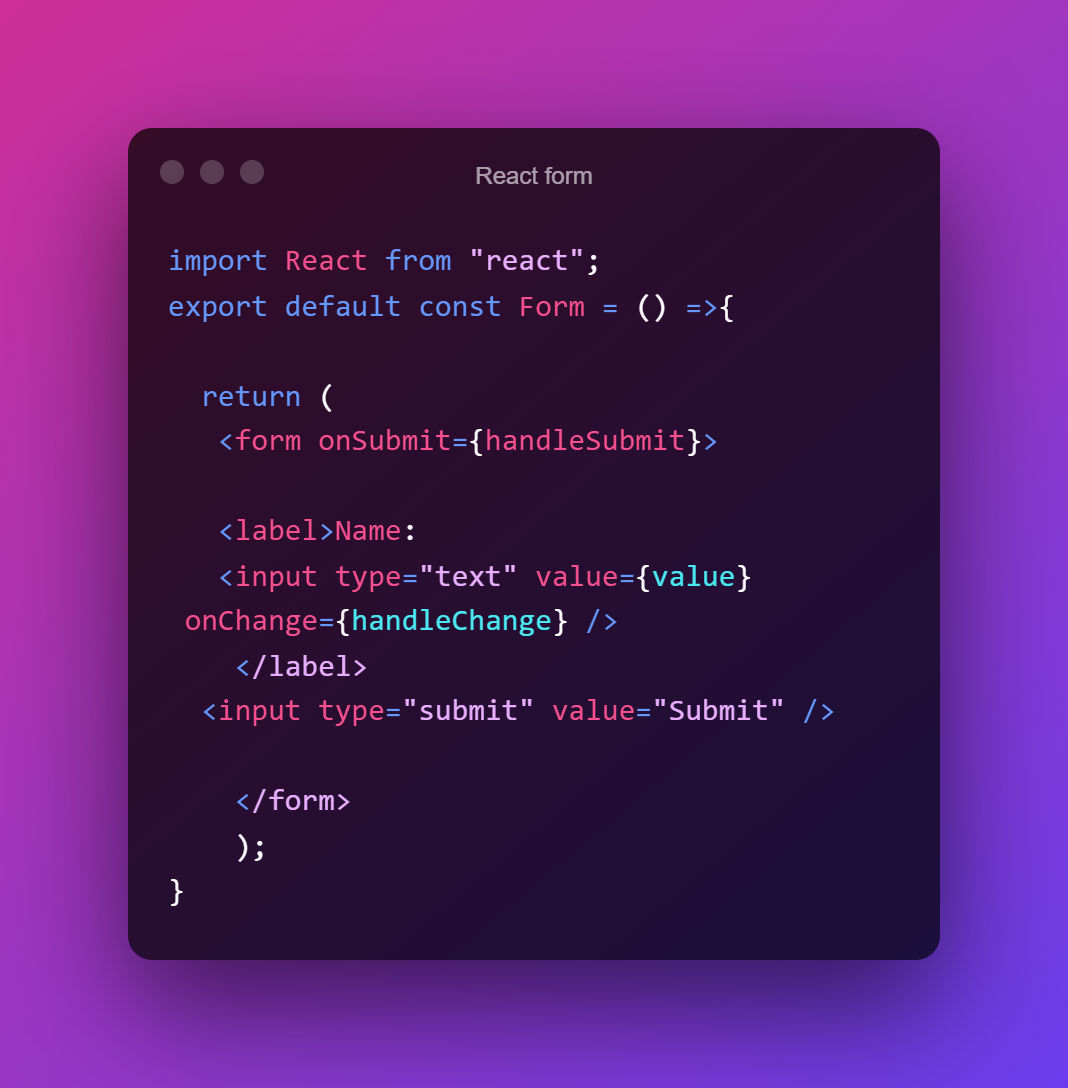 React form
import React from "react";
export default const Form = () =>{
return (
<form onSubmit={handleSubmit}>
<label>Name:
<input type="text" value={value}
onChange={handleChange} />
</label>
<input type="submit" value="Submit" />
</form>
);
}